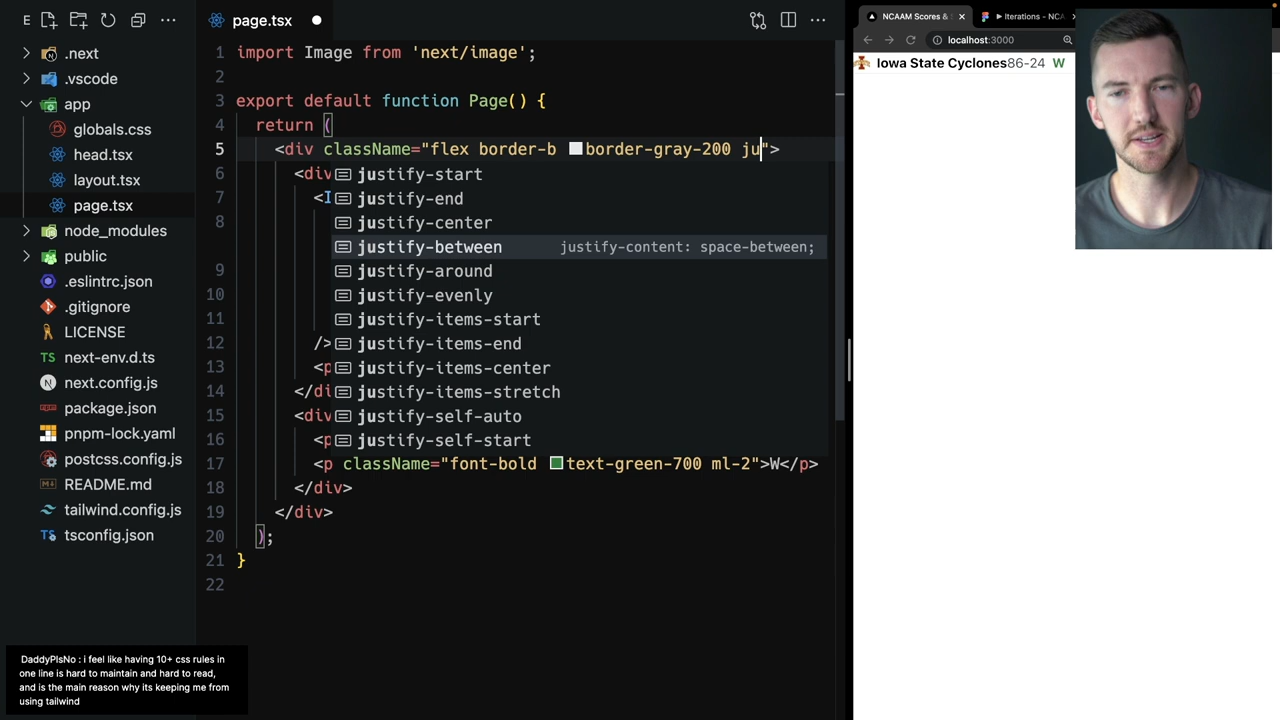 E
page.tsx
NCAAM Scores &
Iterations - NCA
localhost:3000
.next
.vscode
app
globals.css
head.tsx
layout.tsx
page.tsx
node_modules
public
.eslintrc.json
.gitignore
LICENSE
TS next-env.d.ts
next.config.js
package.json
pnpm-lock.yaml
postcss.config.js
README.md
tailwind.config.js
tsconfig.json
1 import Image from 'next/image';
2
3 export default function Page() {
4 return (
5 <div className="flex border-b border-gray-200 ju">
6 <div
7 <I
8
9
10
11
12 />
13 <p
14 </di
15 <div
16 <p
17 <p className="font-bold text-green-700 ml-2">W</p>
18 </div>
19 </div>
20 );
21 }
22
justify-start
justify-end
justify-center
justify-between justify-content: space-between;
justify-around
justify-evenly
justify-items-start
justify-items-end
justify-items-center
justify-items-stretch
justify-self-auto
justify-self-start
Iowa State Cyclones86-24 W
DaddyPlsNo : i feel like having 10+ css rules in
one line is hard to maintain and hard to read,
and is the main reason why its keeping me from
using tailwind